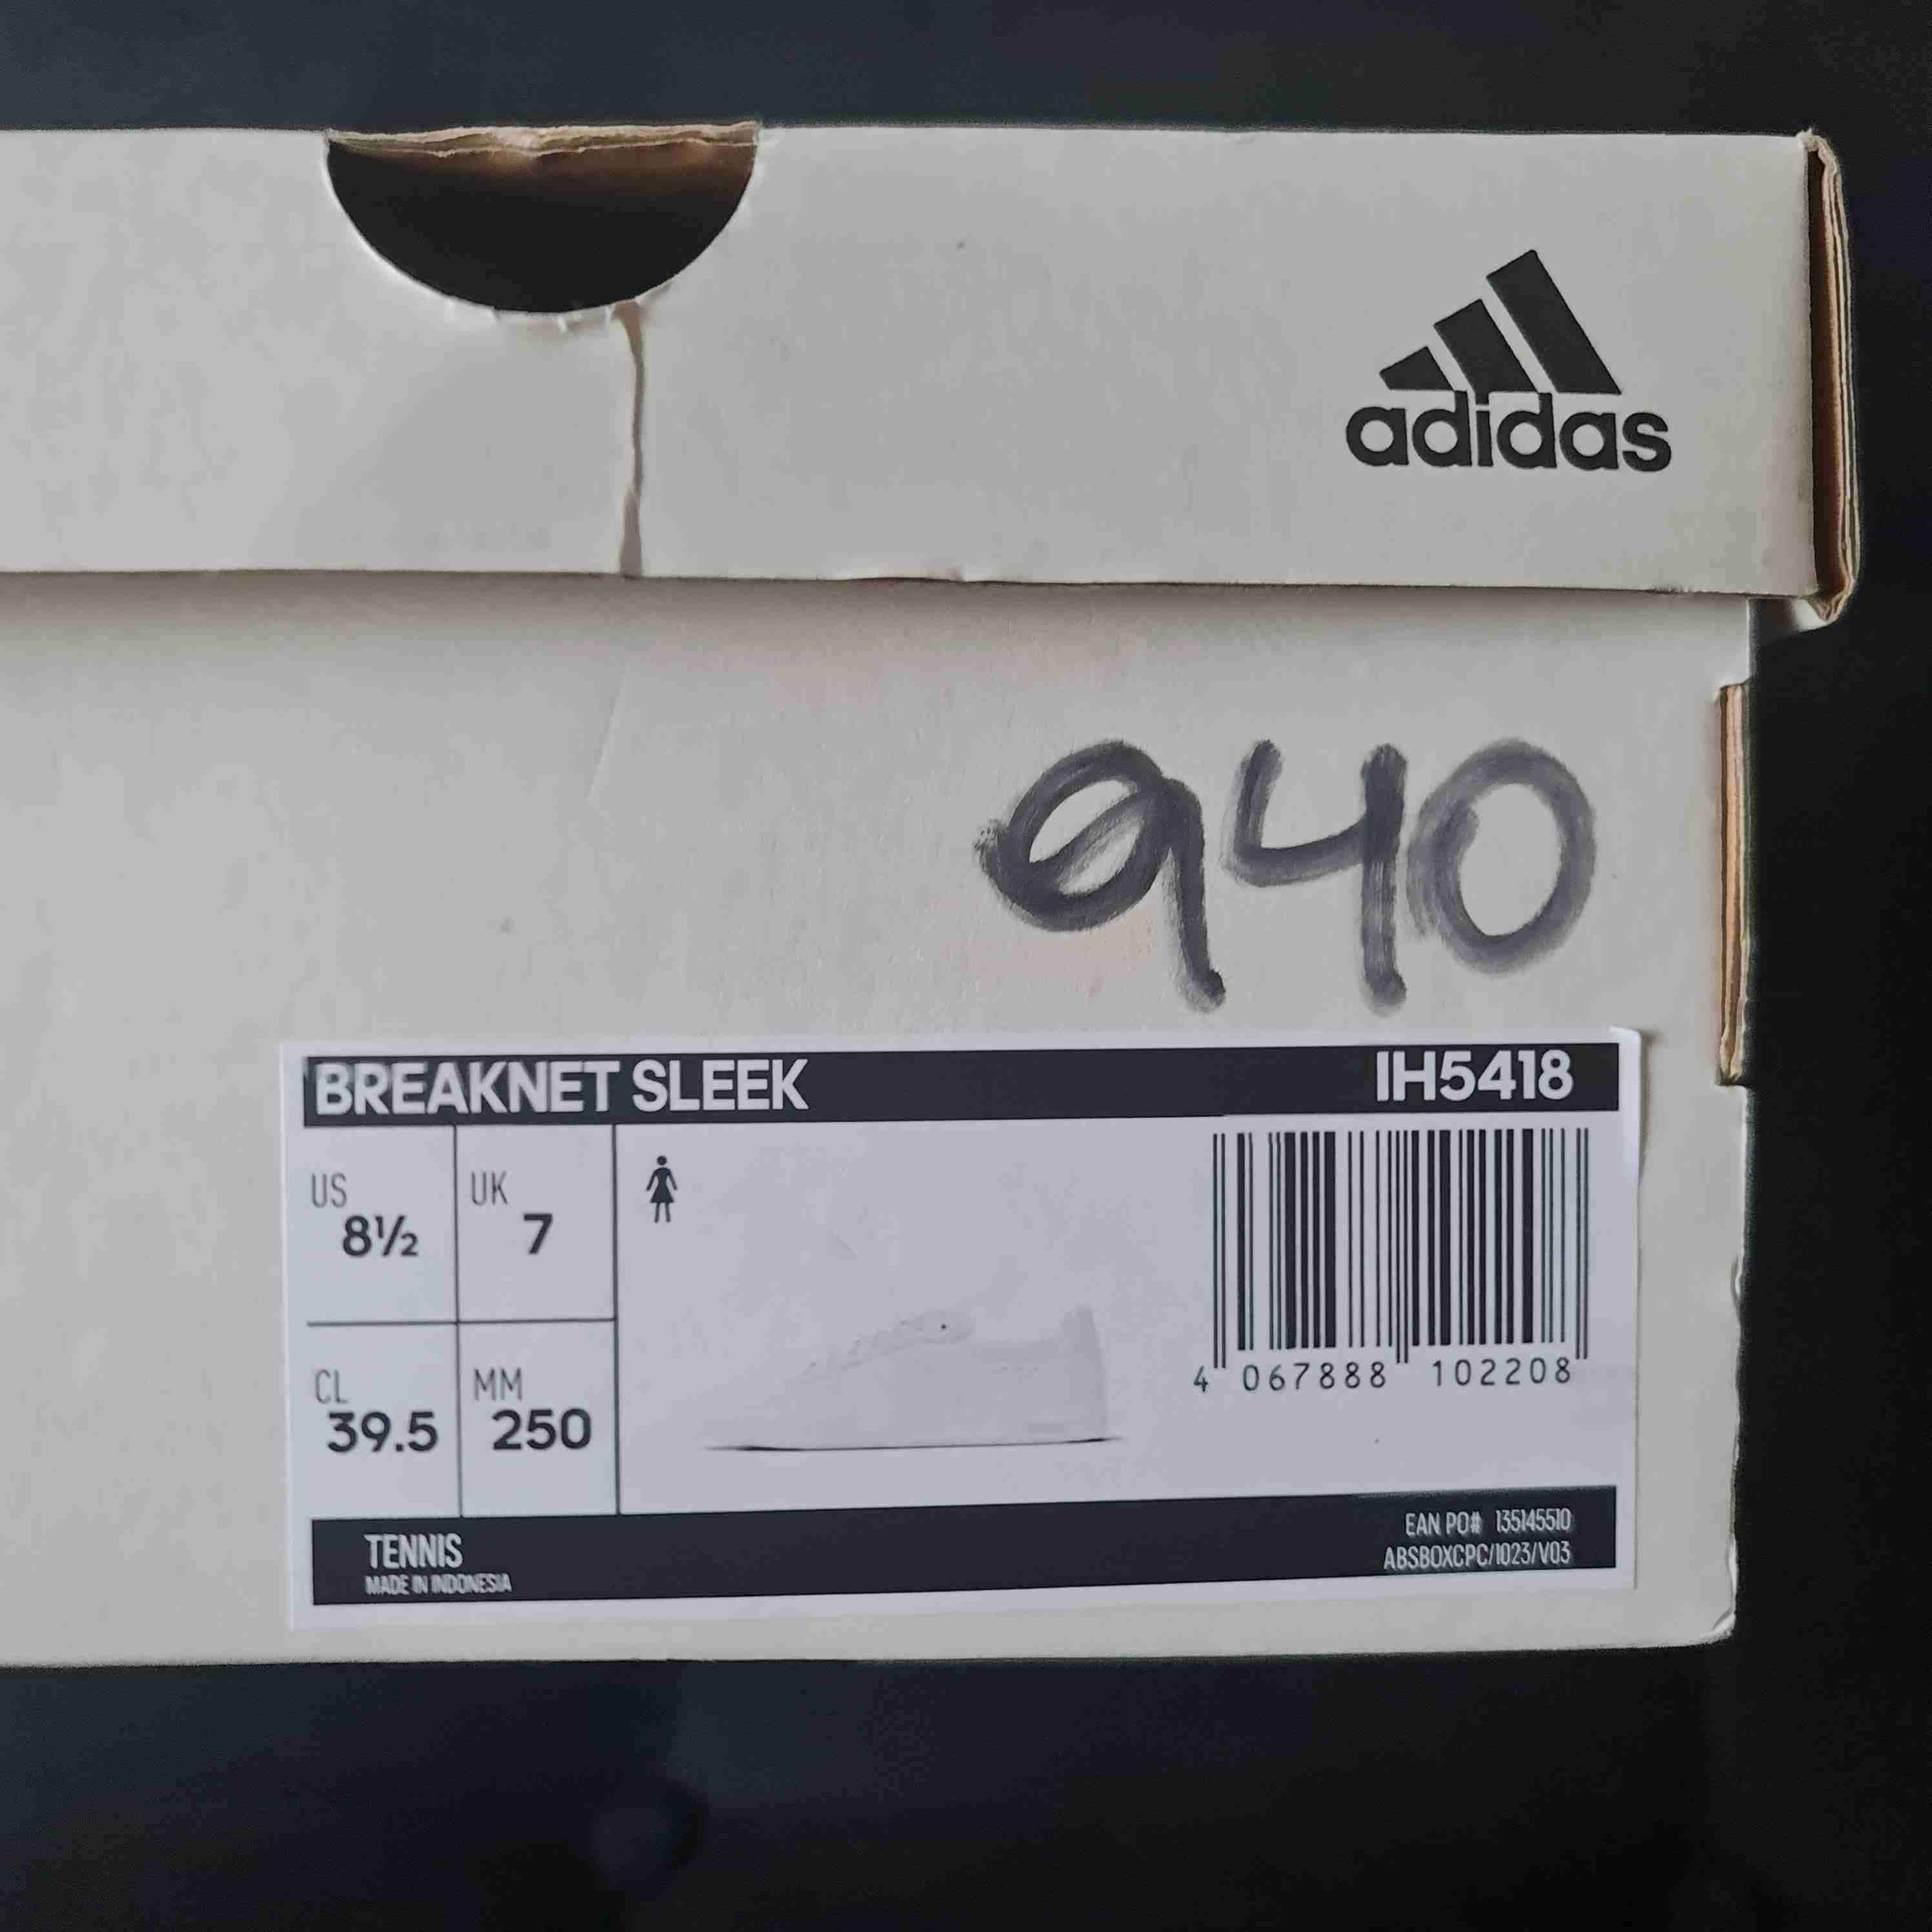 adidas
940
BREAKNET SLEEK IH5418
US 8½ UK 7
CL 39.5 MM 250
4 067888 102208
TENNIS
MADE IN INDONESIA
EAN PO# 135145510
ABSBOXCPC/1023/V03